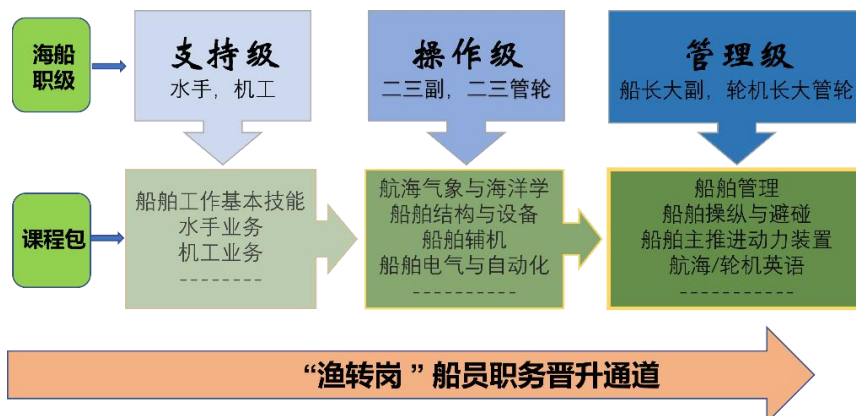 海船
职级
支持级
水手，机工
操作级
二三副，二三管轮
管理级
船长大副，轮机长大管轮
课程包
船舶工作基本技能
水手业务
机工业务
--------
航海气象与海洋学
船舶结构与设备
船舶辅机
船舶电气与自动化
----------
船舶管理
船舶操纵与避碰
船舶主推进动力装置
航海/轮机英语
-----------
“渔转岗 ”船员职务晋升通道